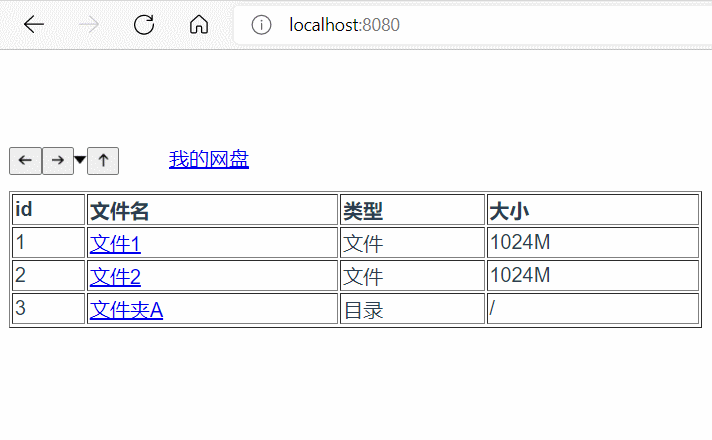 localhost:8080
← → ▼ ↑ 我的网盘
id 文件名 类型 大小
1 文件1 文件 1024M
2 文件2 文件 1024M
3 文件夹A 目录 /